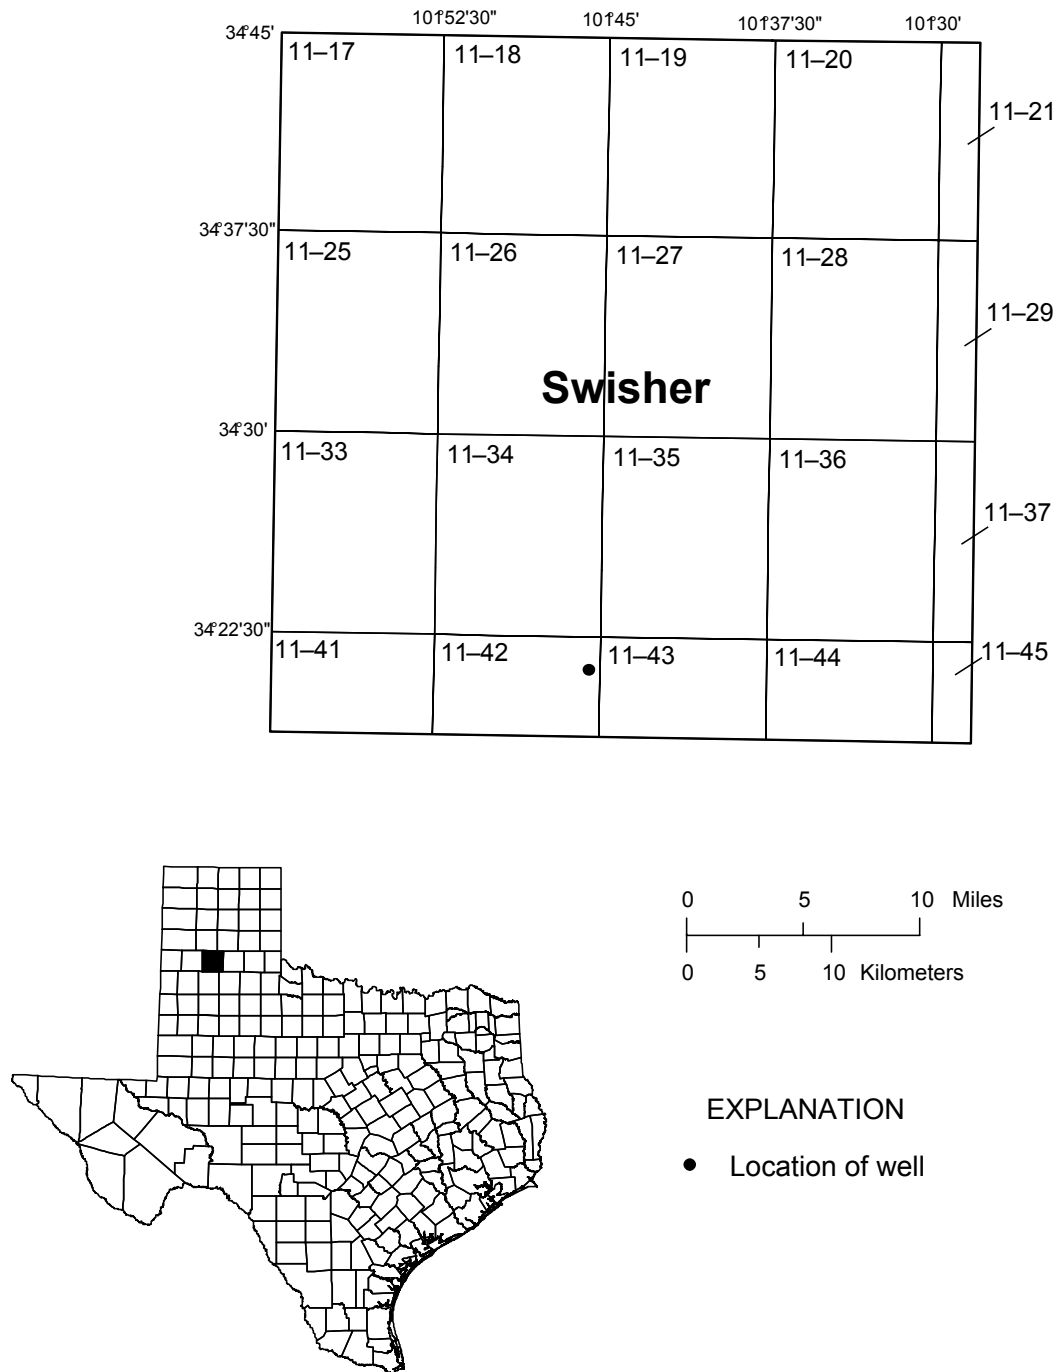 101°52'30" 101°45' 101°37'30" 101°30'
34°45'
11–17 11–18 11–19 11–20
11–21
34°37'30"
11–25 11–26 11–27 11–28
11–29
Swisher
34°30'
11–33 11–34 11–35 11–36
11–37
34°22'30"
11–41 11–42 11–43 11–44 11–45
0 5 10 Miles
0 5 10 Kilometers
EXPLANATION
Location of well